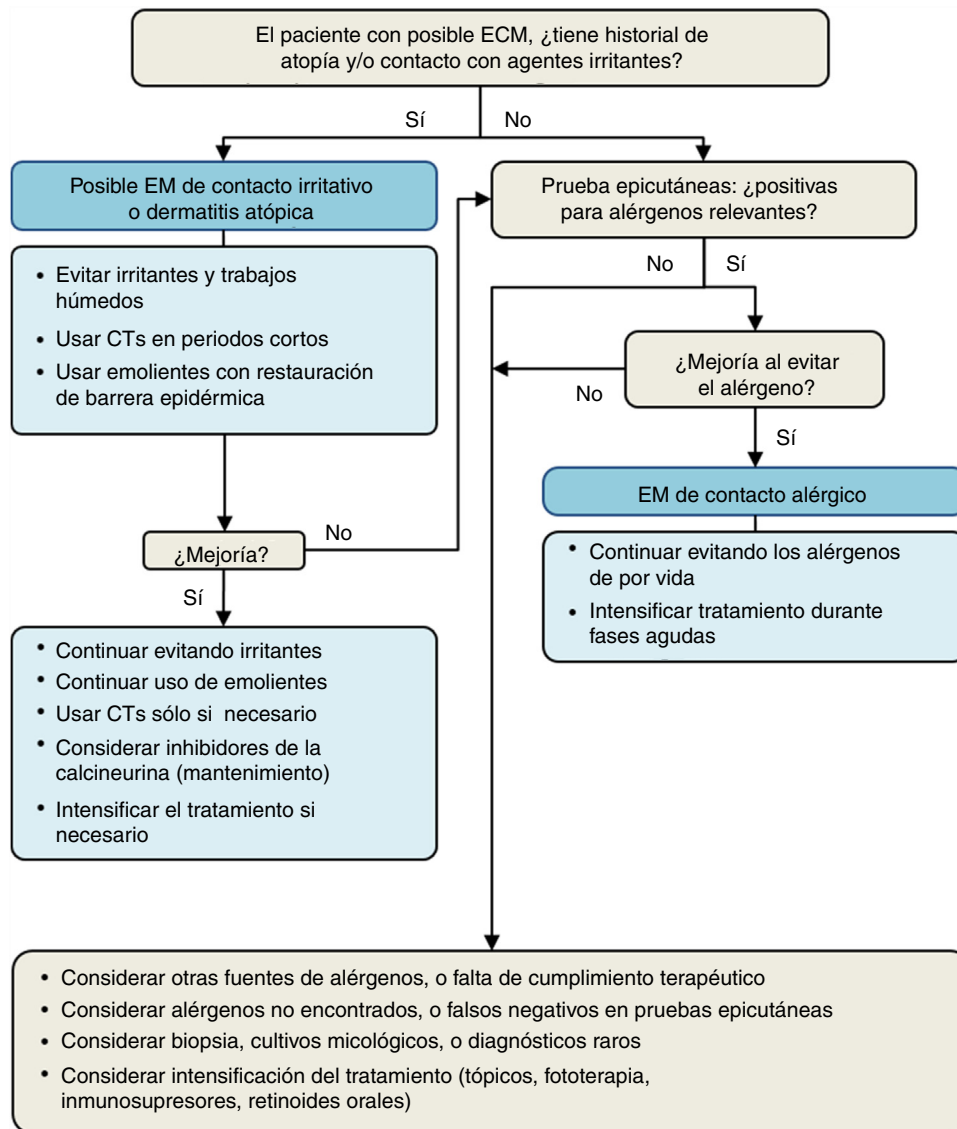 El paciente con posible ECM, ¿tiene historial de
atopía y/o contacto con agentes irritantes?
Sí
No
Posible EM de contacto irritativo
o dermatitis atópica
Prueba epicutáneas: ¿positivas
para alérgenos relevantes?
• Evitar irritantes y trabajos
húmedos
• Usar CTs en periodos cortos
• Usar emolientes con restauración
de barrera epidérmica
No
Sí
¿Mejoría al evitar
el alérgeno?
No
Sí
EM de contacto alérgico
• Continuar evitando los alérgenos
de por vida
• Intensificar tratamiento durante
fases agudas
¿Mejoría?
No
Sí
• Continuar evitando irritantes
• Continuar uso de emolientes
• Usar CTs sólo si necesario
• Considerar inhibidores de la
calcineurina (mantenimiento)
• Intensificar el tratamiento si
necesario
• Considerar otras fuentes de alérgenos, o falta de cumplimiento terapéutico
• Considerar alérgenos no encontrados, o falsos negativos en pruebas epicutáneas
• Considerar biopsia, cultivos micológicos, o diagnósticos raros
• Considerar intensificación del tratamiento (tópicos, fototerapia,
inmunosupresores, retinoides orales)